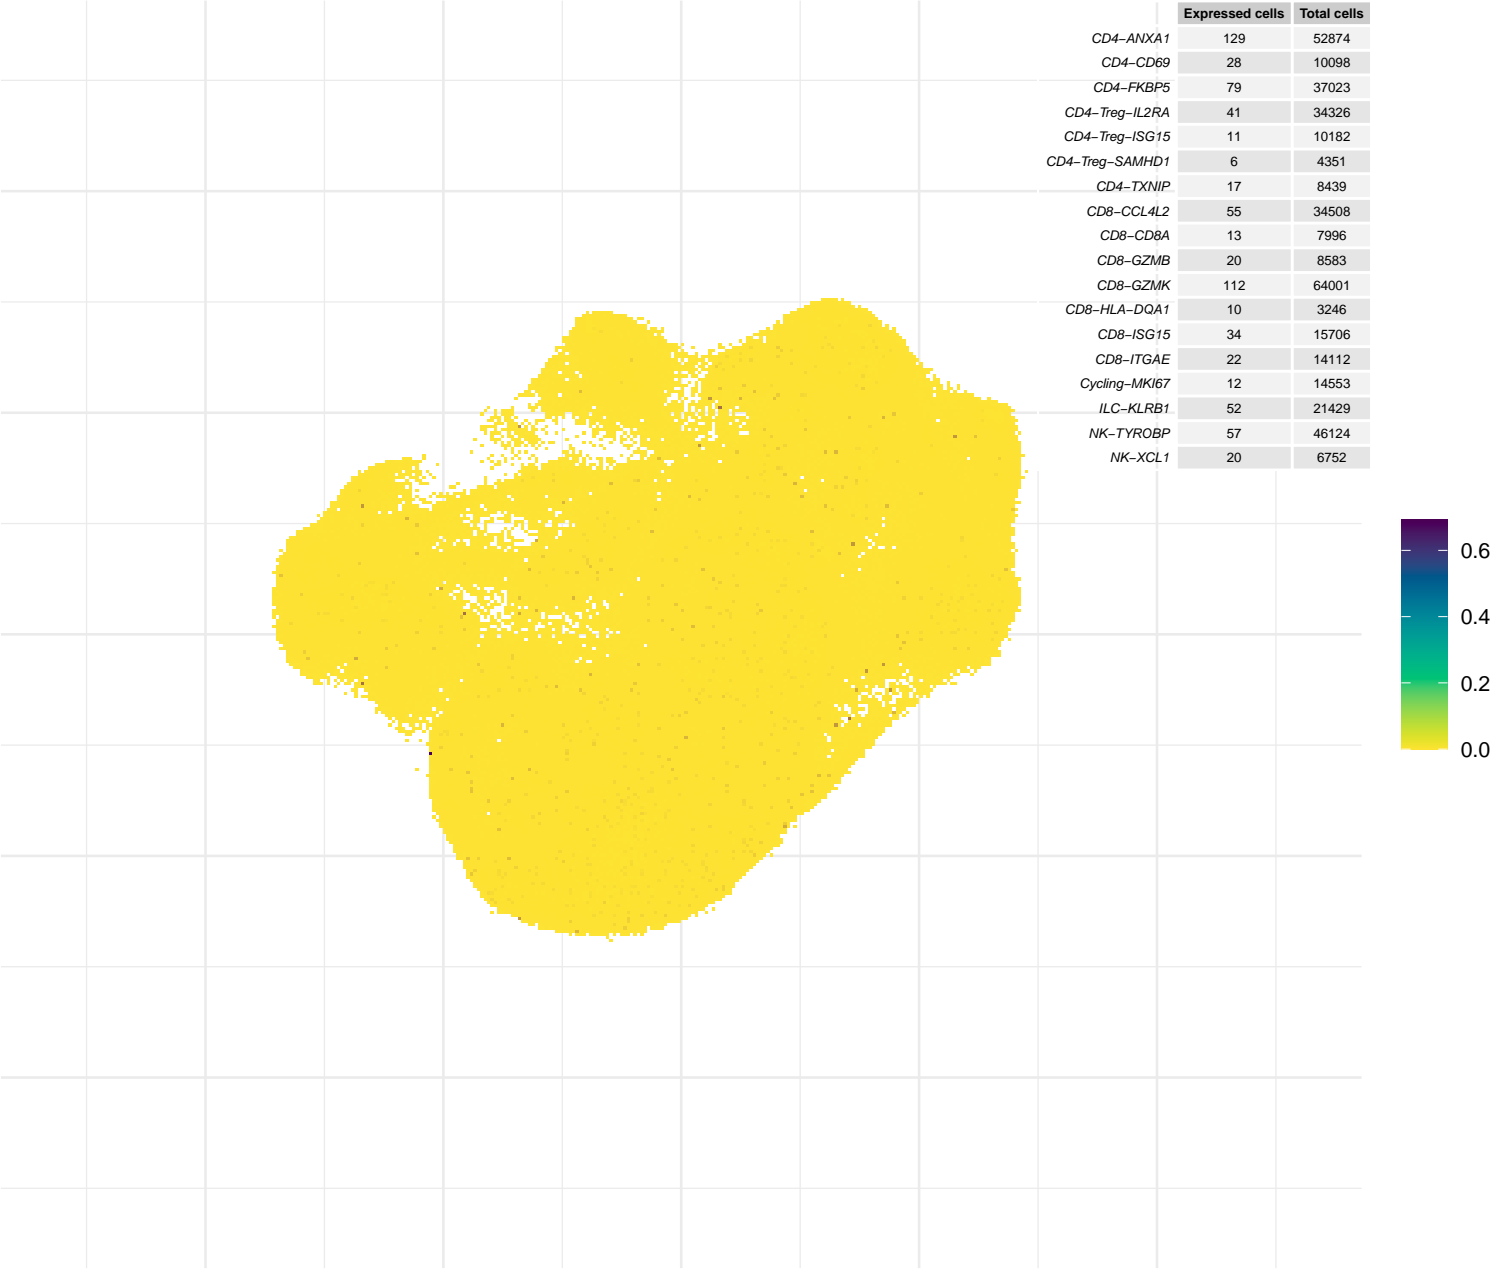 Expressed cells Total cells
CD4−ANXA1 129 52874
CD4−CD69 28 10098
CD4−FKBP5 79 37023
CD4−Treg−IL2RA 41 34326
CD4−Treg−ISG15 11 10182
CD4−Treg−SAMHD1 6 4351
CD4−TXNIP 17 8439
CD8−CCL4L2 55 34508
CD8−CD8A 13 7996
CD8−GZMB 20 8583
CD8−GZMK 112 64001
CD8−HLA−DQA1 10 3246
CD8−ISG15 34 15706
CD8−ITGAE 22 14112
Cycling−MKI67 12 14553
ILC−KLRB1 52 21429
NK−TYROBP 57 46124
NK−XCL1 20 6752
0.6
0.4
0.2
0.0